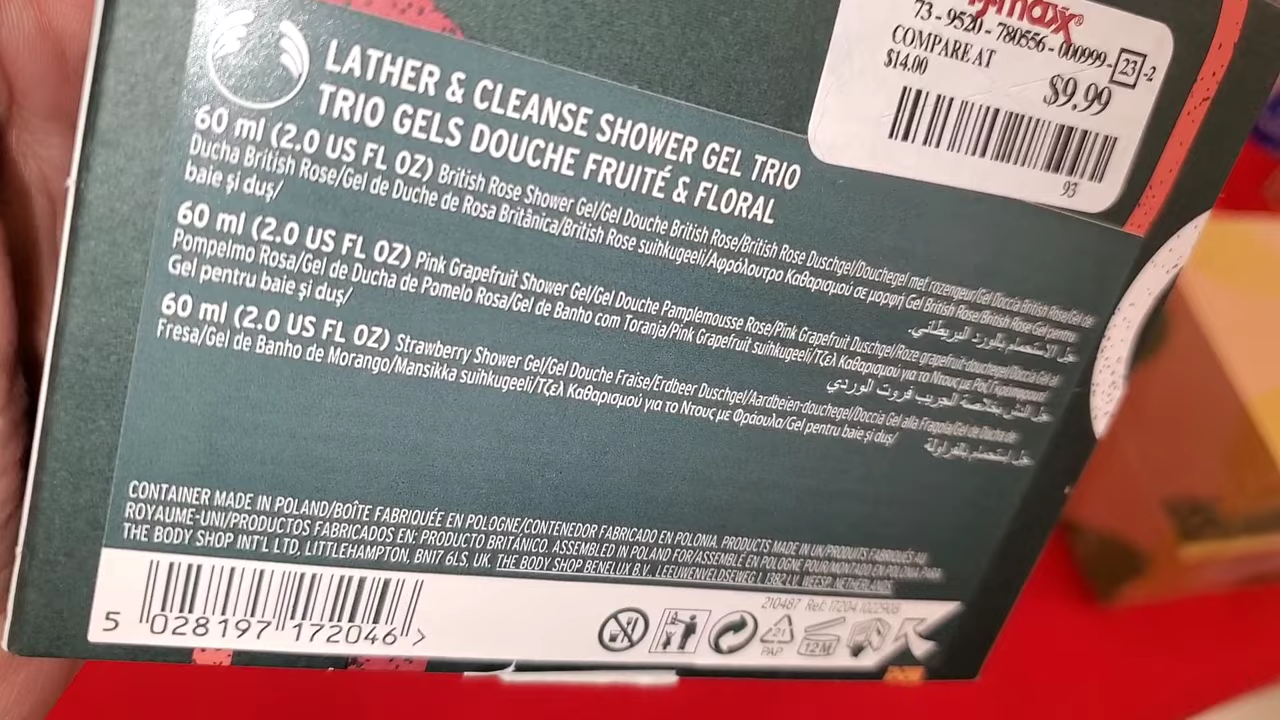 TJ-maxx®
73-9520-780556-000999-23-2
COMPARE AT
$14.00
$9.99
93
LATHER & CLEANSE SHOWER GEL TRIO
TRIO GELS DOUCHE FRUITÉ & FLORAL
60 ml (2.0 US FL OZ) British Rose Shower Gel/Gel Douche British Rose/British Rose Duschgel/Douchegel met rozengeur/Gel Doccia British Rose/Gel de
Ducha British Rose/Gel de Duche de Rosa Britânica/British Rose suihkugeeli/Αφρόλουτρο Καθαρισμού σε μορφή Gel British Rose/British Rose Gel pentru
baie și duș/
60 ml (2.0 US FL OZ) Pink Grapefruit Shower Gel/Gel Douche Pamplemousse Rose/Pink Grapefruit Duschgel/Roze grapefruit-douchegel/Doccia Gel al
Pompelmo Rosa/Gel de Ducha de Pomelo Rosa/Gel de Banho com Toranja/Pink Grapefruit suihkugeeli/Τζελ Καθαρισμού για το Ντους με Ροζ
Gel pentru baie și duș/
60 ml (2.0 US FL OZ) Strawberry Shower Gel/Gel Douche Fraise/Erdbeer Duschgel/Aardbeien-douchegel/Doccia Gel alla Fragola/Gel de Ducha de
Fresa/Gel de Banho de Morango/Mansikka suihkugeeli/Τζελ Καθαρισμού για το Ντους με Φράουλα/Gel pentru baie și duș/
CONTAINER MADE IN POLAND/BOÎTE FABRIQUÉE EN POLOGNE/CONTENEDOR FABRICADO EN POLONIA. PRODUCTS MADE IN UK/PRODUITS FABRIQUÉS AU
ROYAUME-UNI/PRODUCTOS FABRICADOS EN: PRODUCTO BRITÁNICO. ASSEMBLED IN POLAND FOR/ASSEMBLÉ EN POLOGNE POUR/MONTADO EN POLONIA PARA:
THE BODY SHOP INT'L LTD, LITTLEHAMPTON, BN17 6LS, UK. THE BODY SHOP BENELUX B.V., LEEUWENVELDSEWEG 1, 1382 LV, WEESP, NETHERLANDS.
210487 Ref: 17204 1022908
5 028197 172046 >
21
PAP
12M